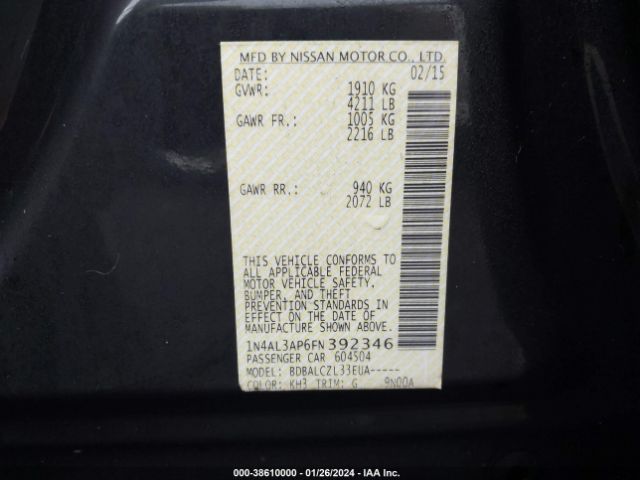 MFD BY NISSAN MOTOR CO., LTD.
DATE: 02/15
GVWR: 1910 KG
4211 LB
GAWR FR.: 1005 KG
2216 LB
GAWR RR.: 940 KG
2072 LB
THIS VEHICLE CONFORMS TO
ALL APPLICABLE FEDERAL
MOTOR VEHICLE SAFETY,
BUMPER, AND THEFT
PREVENTION STANDARDS IN
EFFECT ON THE DATE OF
MANUFACTURE SHOWN ABOVE.
1N4AL3AP6FN392346
PASSENGER CAR 604504
MODEL: BDBALCZL33EUA-----
COLOR: KH3 TRIM: G 9N00A
000-38610000 - 01/26/2024 - IAA Inc.